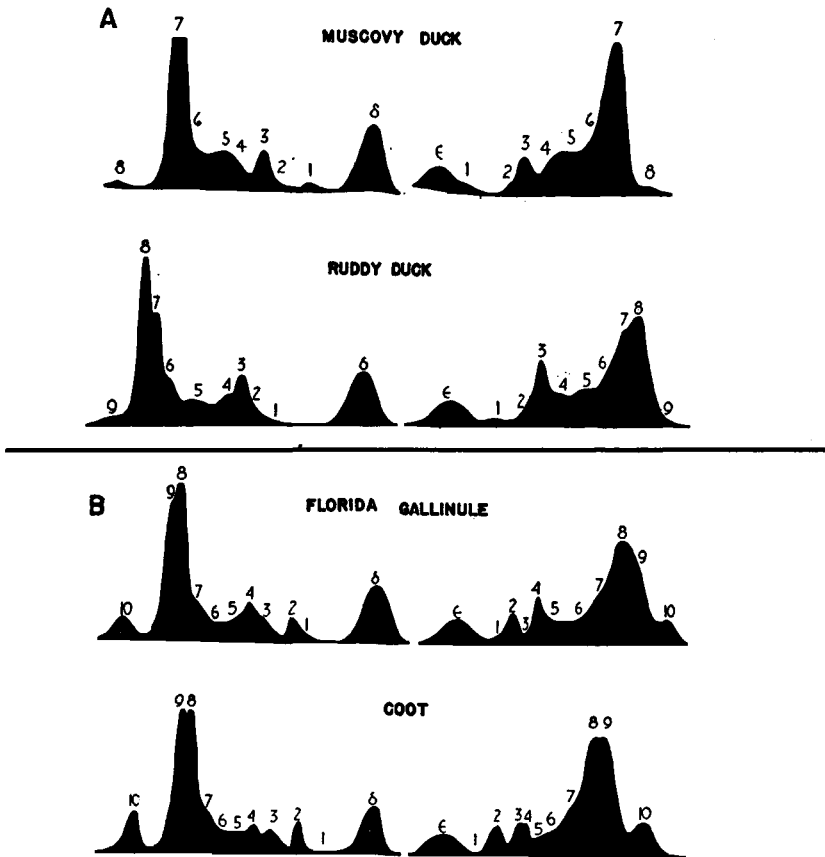 A
MUSCOVY DUCK
7 6 5 4 3 2 1 8 δ ε 1 2 3 4 5 6 7 8
RUDDY DUCK
8 7 6 5 4 3 2 1 9 δ ε 1 2 3 4 5 6 7 8 9
B
FLORIDA GALLINULE
10 9 8 7 6 5 4 3 2 1 δ ε 1 2 3 4 5 6 7 8 9 10
COOT
10 9 8 7 6 5 4 3 2 1 δ ε 1 2 3 4 5 6 7 8 9 10